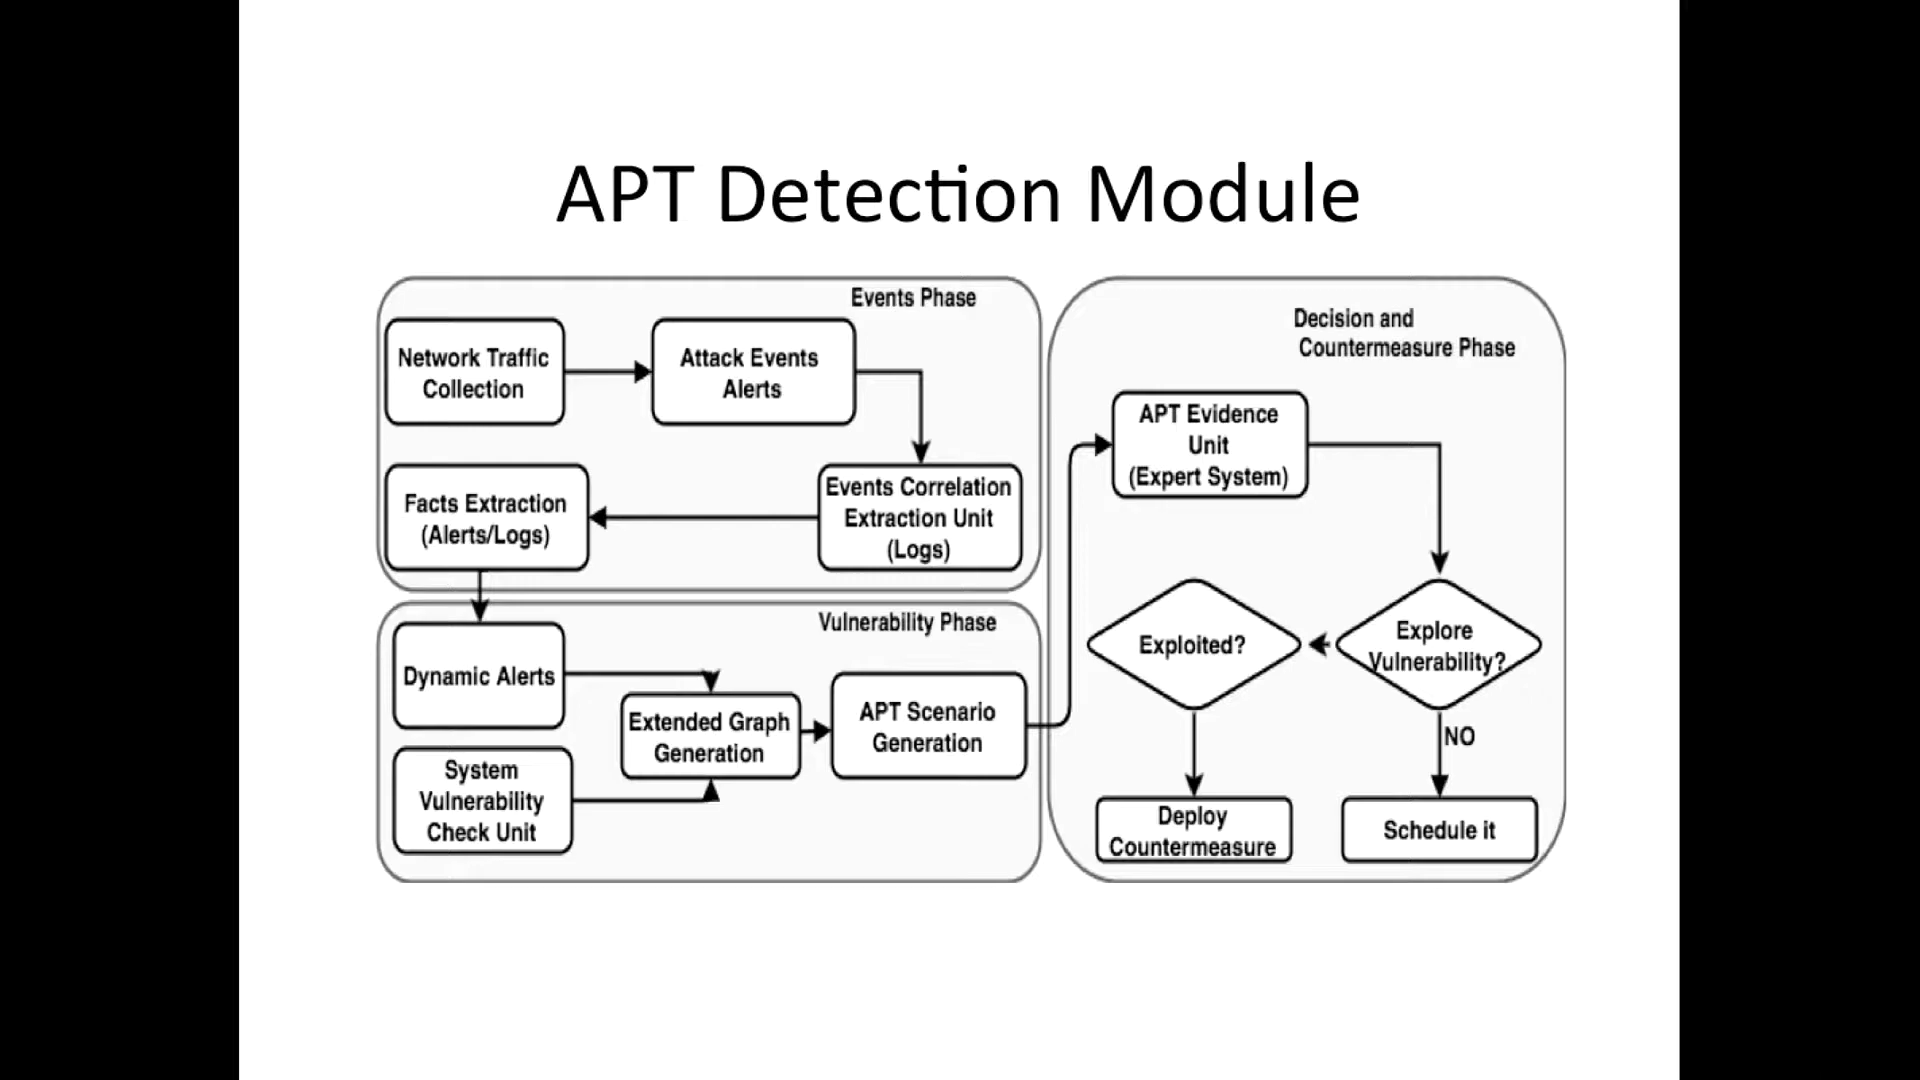 APT Detection Module
Events Phase
Network Traffic
Collection
Attack Events
Alerts
Facts Extraction
(Alerts/Logs)
Events Correlation
Extraction Unit
(Logs)
Vulnerability Phase
Dynamic Alerts
Extended Graph
Generation
APT Scenario
Generation
System
Vulnerability
Check Unit
Decision and
Countermeasure Phase
APT Evidence
Unit
(Expert System)
Exploited?
Explore
Vulnerability?
NO
Deploy
Countermeasure
Schedule it